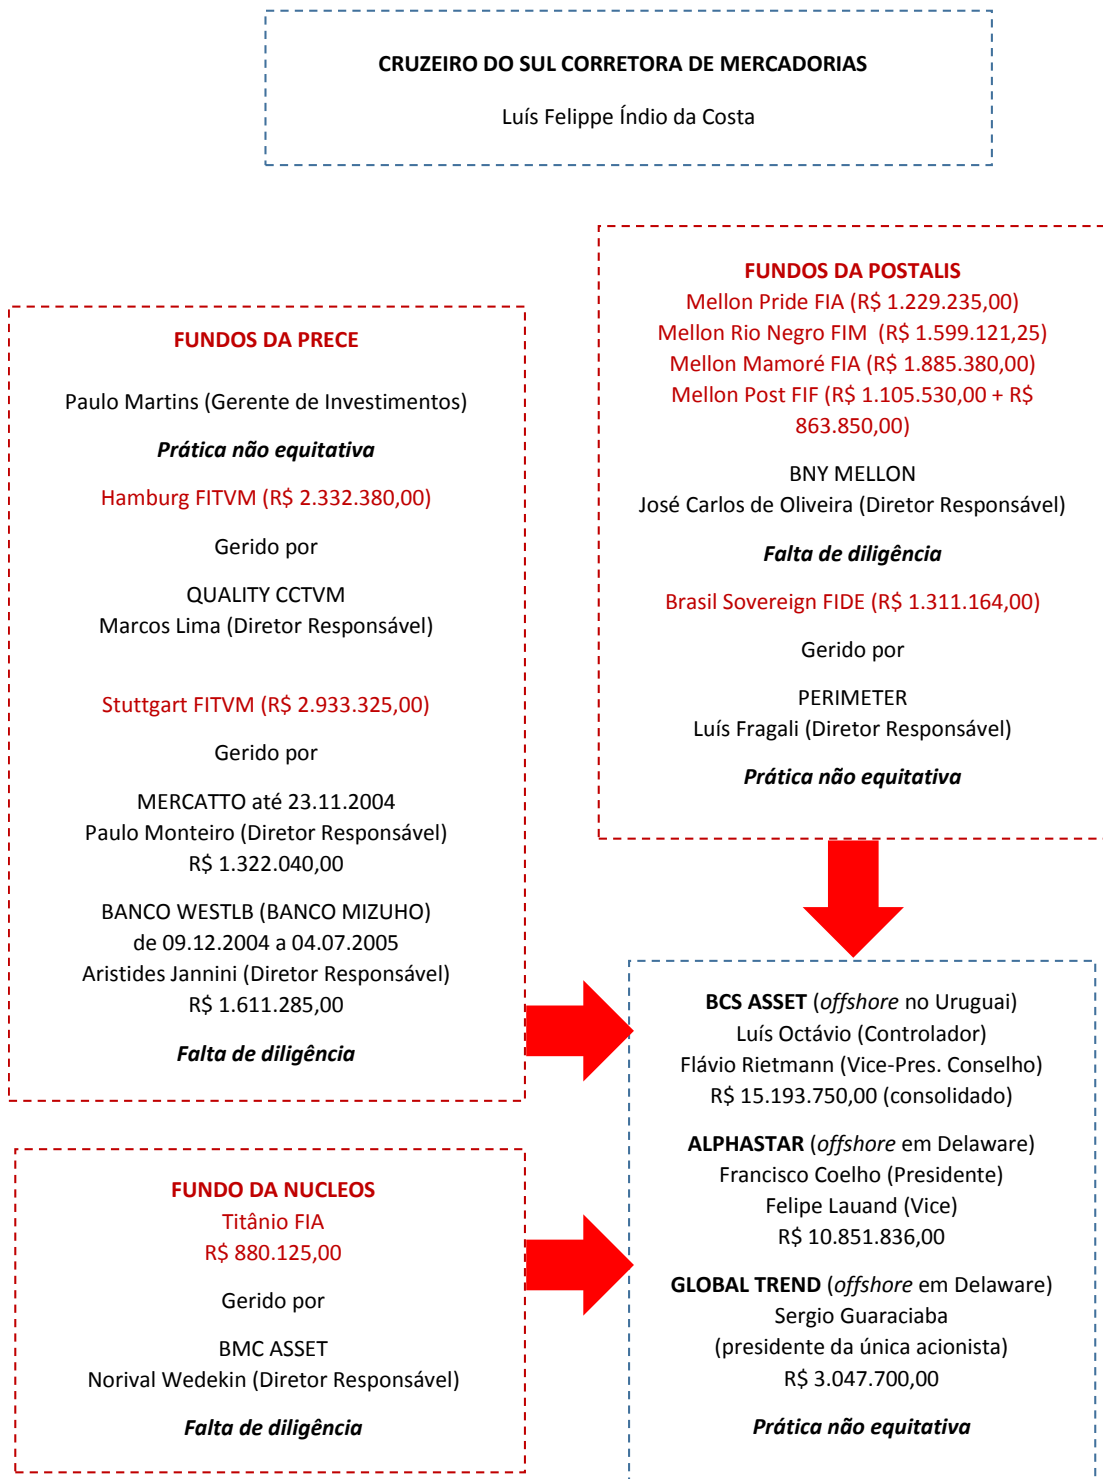 CRUZEIRO DO SUL CORRETORA DE MERCADORIAS
Luís Felippe Índio da Costa
FUNDOS DA PRECE
Paulo Martins (Gerente de Investimentos)
Prática não equitativa
Hamburg FITVM (R$ 2.332.380,00)
Gerido por
QUALITY CCTVM
Marcos Lima (Diretor Responsável)
Stuttgart FITVM (R$ 2.933.325,00)
Gerido por
MERCATTO até 23.11.2004
Paulo Monteiro (Diretor Responsável)
R$ 1.322.040,00
BANCO WESTLB (BANCO MIZUHO)
de 09.12.2004 a 04.07.2005
Aristides Jannini (Diretor Responsável)
R$ 1.611.285,00
Falta de diligência
FUNDOS DA POSTALIS
Mellon Pride FIA (R$ 1.229.235,00)
Mellon Rio Negro FIM (R$ 1.599.121,25)
Mellon Mamoré FIA (R$ 1.885.380,00)
Mellon Post FIF (R$ 1.105.530,00 + R$
863.850,00)
BNY MELLON
José Carlos de Oliveira (Diretor Responsável)
Falta de diligência
Brasil Sovereign FIDE (R$ 1.311.164,00)
Gerido por
PERIMETER
Luís Fragali (Diretor Responsável)
Prática não equitativa
FUNDO DA NUCLEOS
Titânio FIA
R$ 880.125,00
Gerido por
BMC ASSET
Norival Wedekin (Diretor Responsável)
Falta de diligência
BCS ASSET (offshore no Uruguai)
Luís Octávio (Controlador)
Flávio Rietmann (Vice-Pres. Conselho)
R$ 15.193.750,00 (consolidado)
ALPHASTAR (offshore em Delaware)
Francisco Coelho (Presidente)
Felipe Lauand (Vice)
R$ 10.851.836,00
GLOBAL TREND (offshore em Delaware)
Sergio Guaraciaba
(presidente da única acionista)
R$ 3.047.700,00
Prática não equitativa